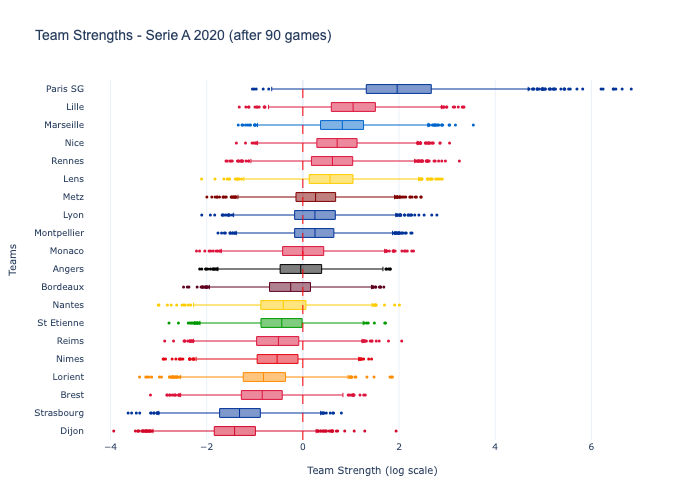 Team Strengths - Serie A 2020 (after 90 games)
Paris SG
Lille
Marseille
Nice
Rennes
Lens
Metz
Lyon
Montpellier
Monaco
Angers
Bordeaux
Nantes
St Etienne
Reims
Nimes
Lorient
Brest
Strasbourg
Dijon
Teams
−4 −2 0 2 4 6
Team Strength (log scale)